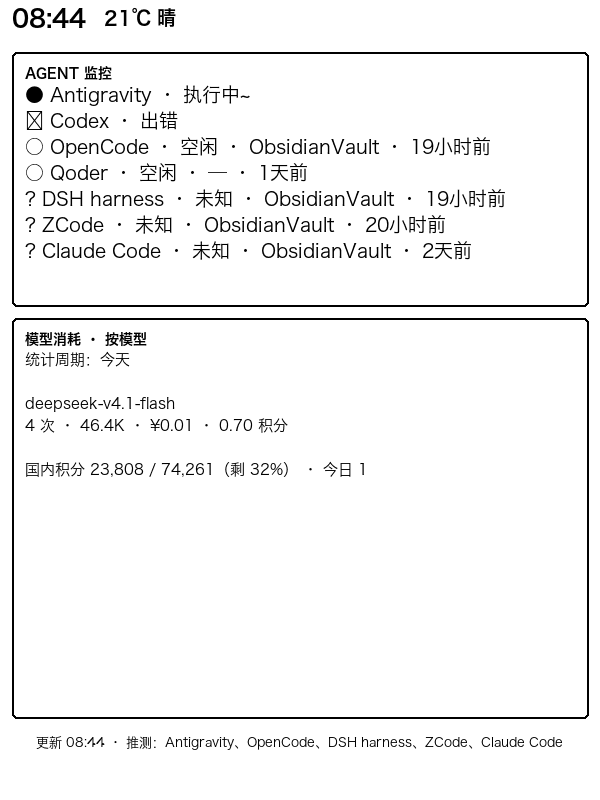 08:44 21℃ 晴
AGENT 监控
● Antigravity · 执行中~
☒ Codex · 出错
○ OpenCode · 空闲 · ObsidianVault · 19小时前
○ Qoder · 空闲 · — · 1天前
? DSH harness · 未知 · ObsidianVault · 19小时前
? ZCode · 未知 · ObsidianVault · 20小时前
? Claude Code · 未知 · ObsidianVault · 2天前
模型消耗 · 按模型
统计周期：今天
deepseek-v4.1-flash
4 次 · 46.4K · ¥0.01 · 0.70 积分
国内积分 23,808 / 74,261（剩 32%） · 今日 1
更新 08:44 · 推测：Antigravity、OpenCode、DSH harness、ZCode、Claude Code